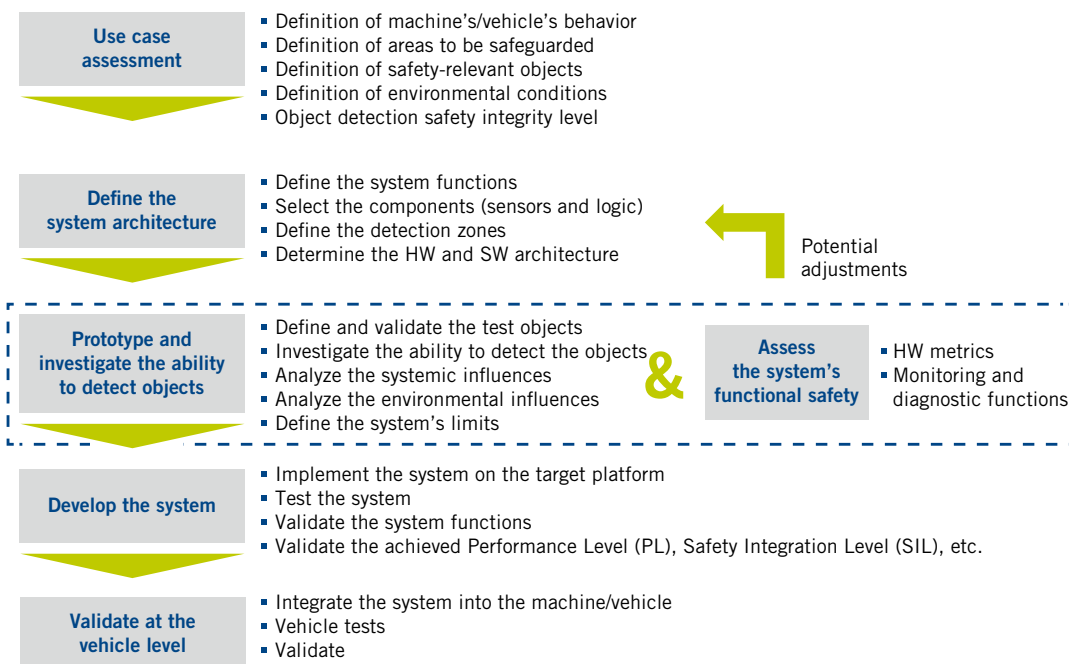 Use case
assessment
▪ Definition of machine's/vehicle's behavior
▪ Definition of areas to be safeguarded
▪ Definition of safety-relevant objects
▪ Definition of environmental conditions
▪ Object detection safety integrity level
Define the
system architecture
▪ Define the system functions
▪ Select the components (sensors and logic)
▪ Define the detection zones
▪ Determine the HW and SW architecture
Potential
adjustments
Prototype and
investigate the ability
to detect objects
▪ Define and validate the test objects
▪ Investigate the ability to detect the objects
▪ Analyze the systemic influences
▪ Analyze the environmental influences
▪ Define the system's limits
&
Assess
the system's
functional safety
▪ HW metrics
▪ Monitoring and
diagnostic functions
Develop the system
▪ Implement the system on the target platform
▪ Test the system
▪ Validate the system functions
▪ Validate the achieved Performance Level (PL), Safety Integration Level (SIL), etc.
Validate at the
vehicle level
▪ Integrate the system into the machine/vehicle
▪ Vehicle tests
▪ Validate